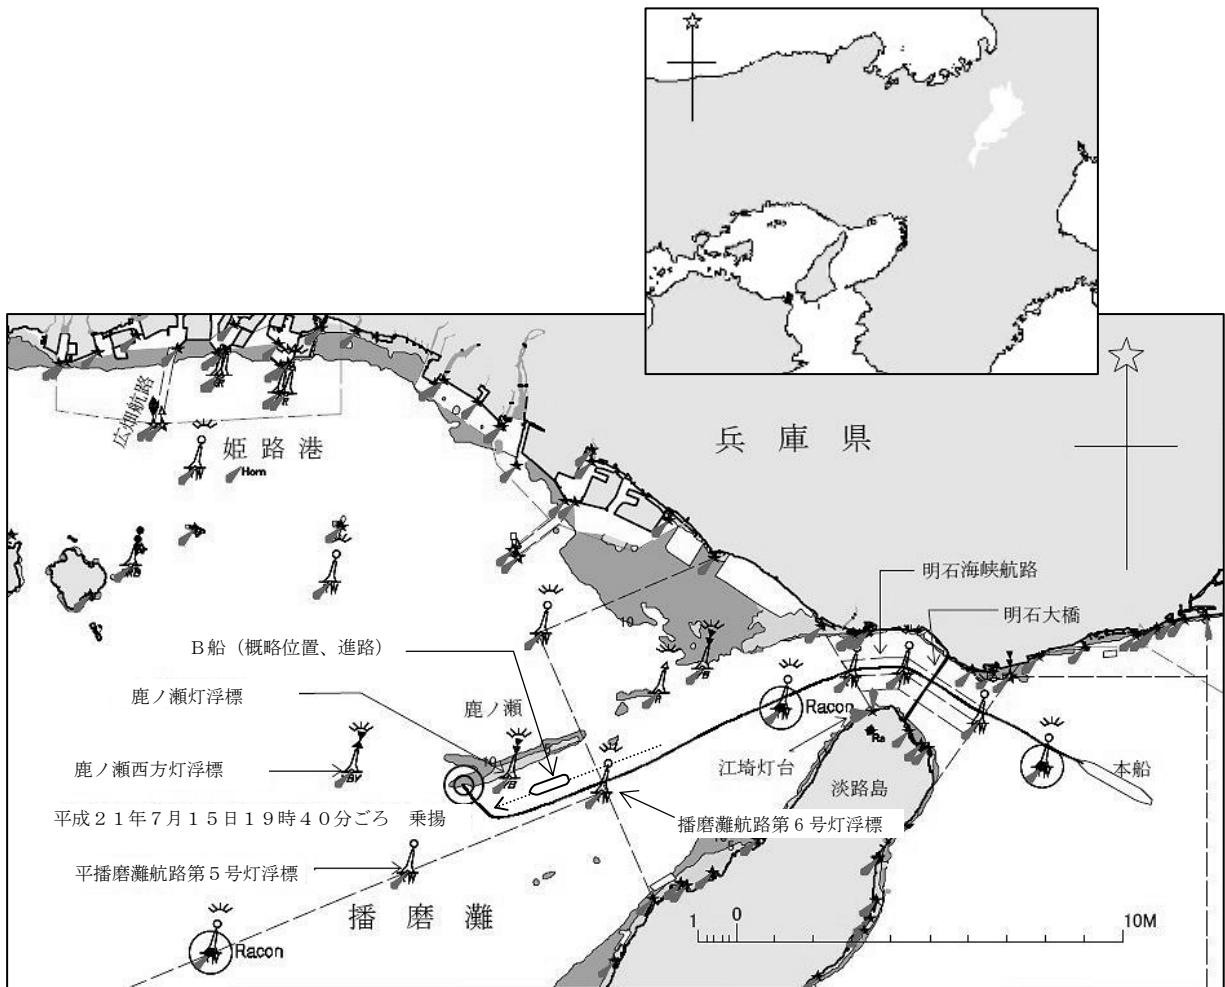 兵庫県
広畑航路
姫路港
Horn
R
R
W
W
B
明石海峡航路
明石大橋
B船（概略位置、進路）
10
B
R
鹿ノ瀬灯浮標
鹿ノ瀬
Racon
Ra
10
鹿ノ瀬西方灯浮標
BY
江埼灯台
淡路島
本船
平成２１年７月１５日１９時４０分ごろ　乗揚
播磨灘航路第６号灯浮標
平播磨灘航路第５号灯浮標
播磨灘
1 0 10M
Racon